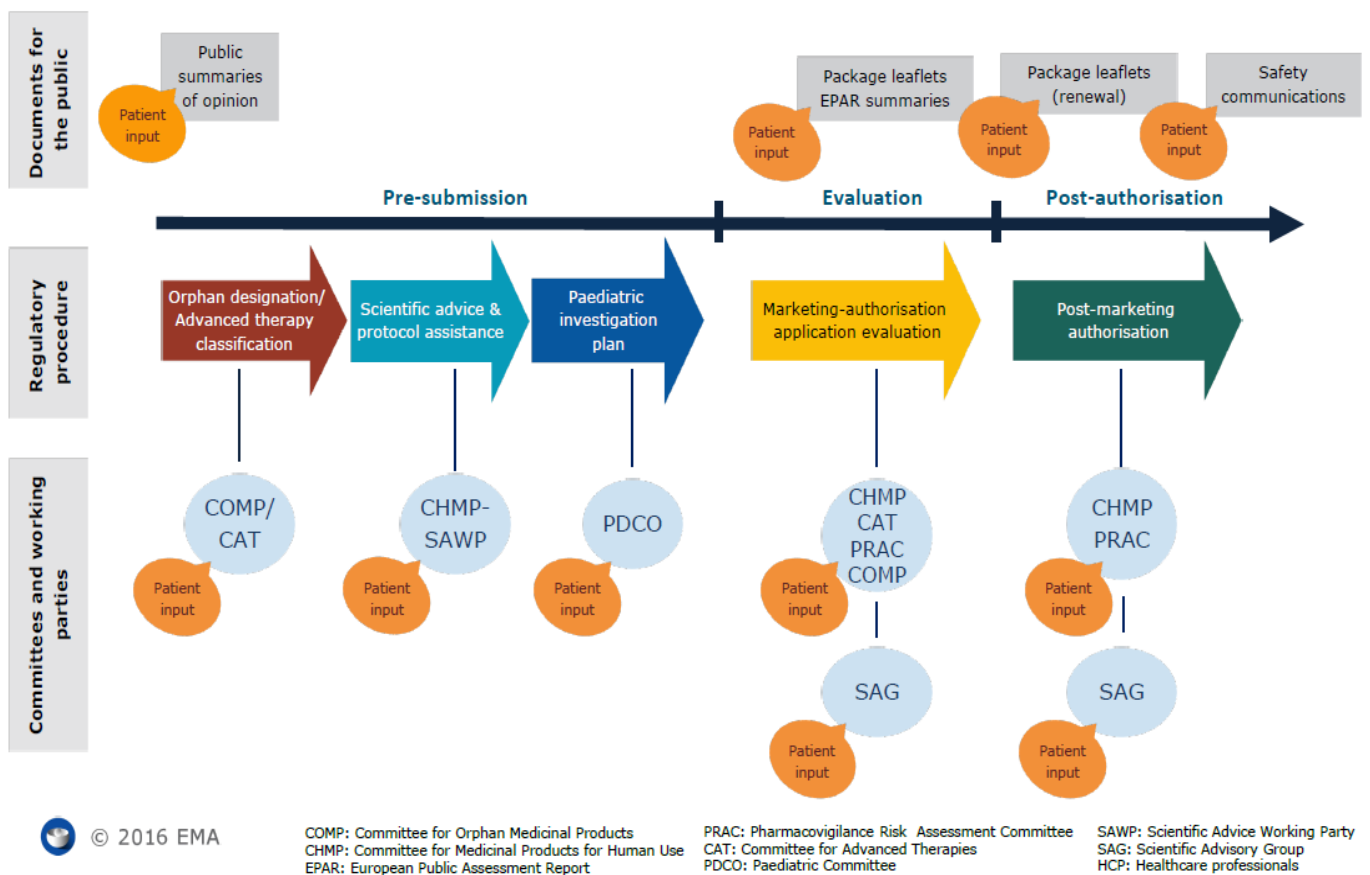 Documents for
the public
Public
summaries
of opinion
Patient
input
Package leaflets
EPAR summaries
Patient
input
Package leaflets
(renewal)
Patient
input
Safety
communications
Patient
input
Pre-submission
Evaluation
Post-authorisation
Regulatory
procedure
Orphan designation/
Advanced therapy
classification
Scientific advice &
protocol assistance
Paediatric
investigation
plan
Marketing-authorisation
application evaluation
Post-marketing
authorisation
Committees and working
parties
COMP/
CAT
Patient
input
CHMP-
SAWP
Patient
input
PDCO
Patient
input
CHMP
CAT
PRAC
COMP
Patient
input
CHMP
PRAC
Patient
input
SAG
Patient
input
SAG
Patient
input
© 2016 EMA
COMP: Committee for Orphan Medicinal Products
CHMP: Committee for Medicinal Products for Human Use
EPAR: European Public Assessment Report
PRAC: Pharmacovigilance Risk Assessment Committee
CAT: Committee for Advanced Therapies
PDCO: Paediatric Committee
SAWP: Scientific Advice Working Party
SAG: Scientific Advisory Group
HCP: Healthcare professionals